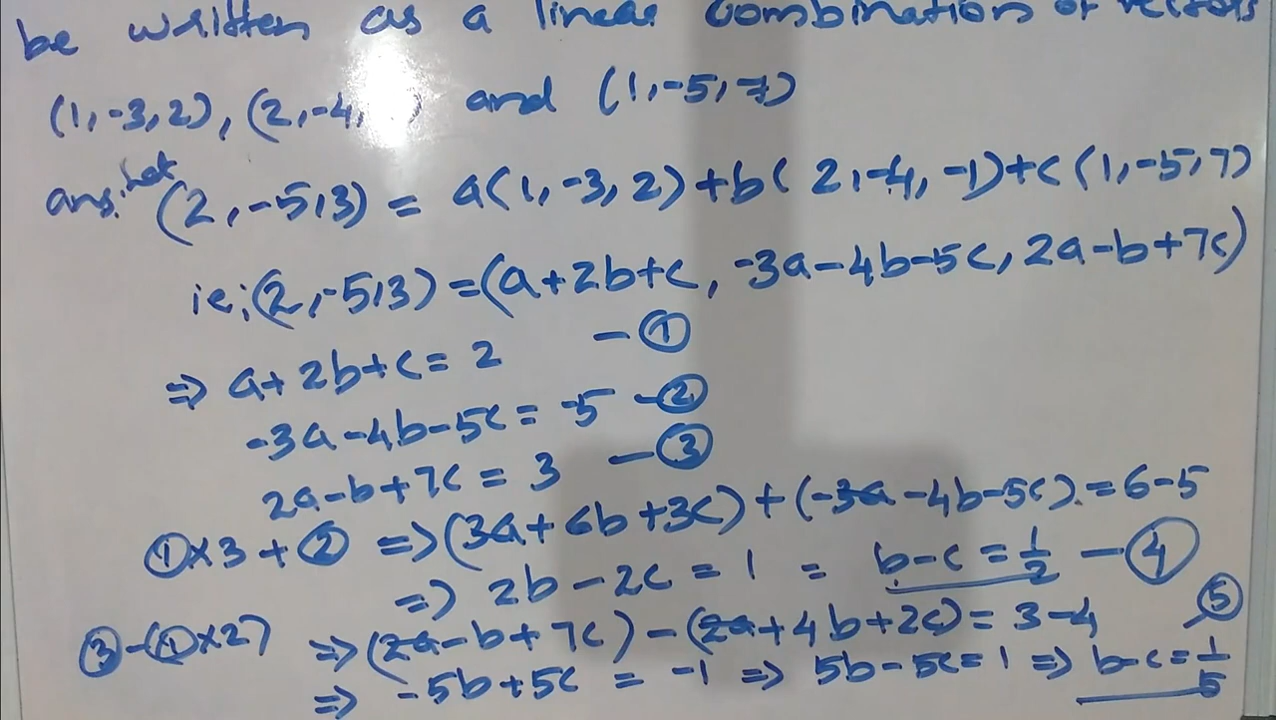 be written as a linear combination of vectors
(1,-3,2), (2,-4, ) and (1,-5,7)
ans: let (2,-5,3) = a(1,-3,2)+b(2,-4,-1)+c(1,-5,7)
ie; (2,-5,3) = (a+2b+c, -3a-4b-5c, 2a-b+7c)
⇒ a+2b+c = 2 — ①
-3a-4b-5c = -5 — ②
2a-b+7c = 3 — ③
①×3 + ② ⇒ (3a+6b+3c)+(-3a-4b-5c) = 6-5
⇒ 2b-2c = 1 = b-c = 1/2 — ④
③-(①×2) ⇒ (2a-b+7c)-(2a+4b+2c) = 3-4
⇒ -5b+5c = -1 ⇒ 5b-5c = 1 ⇒ b-c = 1/5 — ⑤